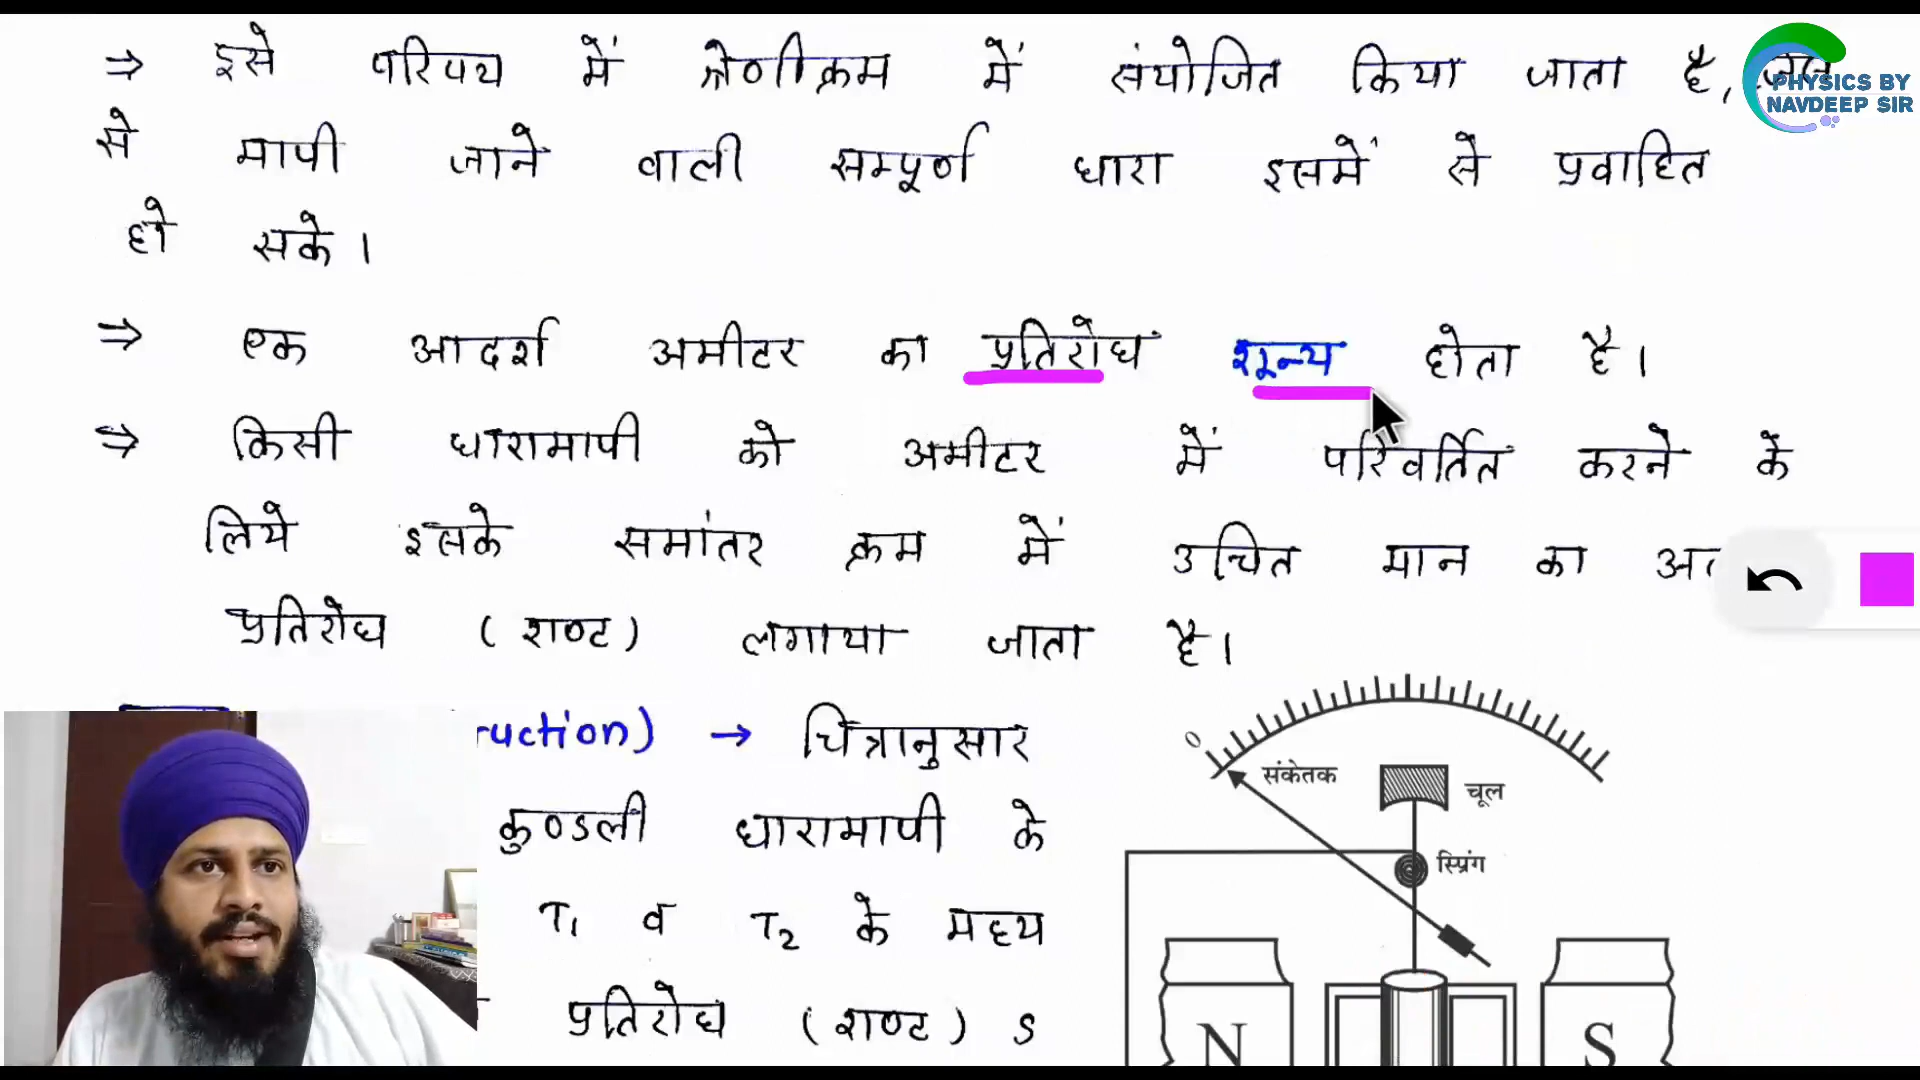 ⇒ इसे परिपथ में श्रेणीक्रम में संयोजित किया जाता है,
PHYSICS BY
NAVDEEP SIR
से मापी जाने वाली सम्पूर्ण धारा इसमें से प्रवाहित
हो सके।
⇒ एक आदर्श अमीटर का प्रतिरोध शून्य होता है।
⇒ किसी धारामापी को अमीटर में परिवर्तित करने के
लिये इसके समांतर क्रम में उचित मान का
प्रतिरोध (शण्ट) लगाया जाता है।
ruction) → चित्रानुसार
कुण्डली धारामापी के
T₁ व T₂ के मध्य
प्रतिरोध (शण्ट) S
0
संकेतक
चूल
स्प्रिंग
N
S